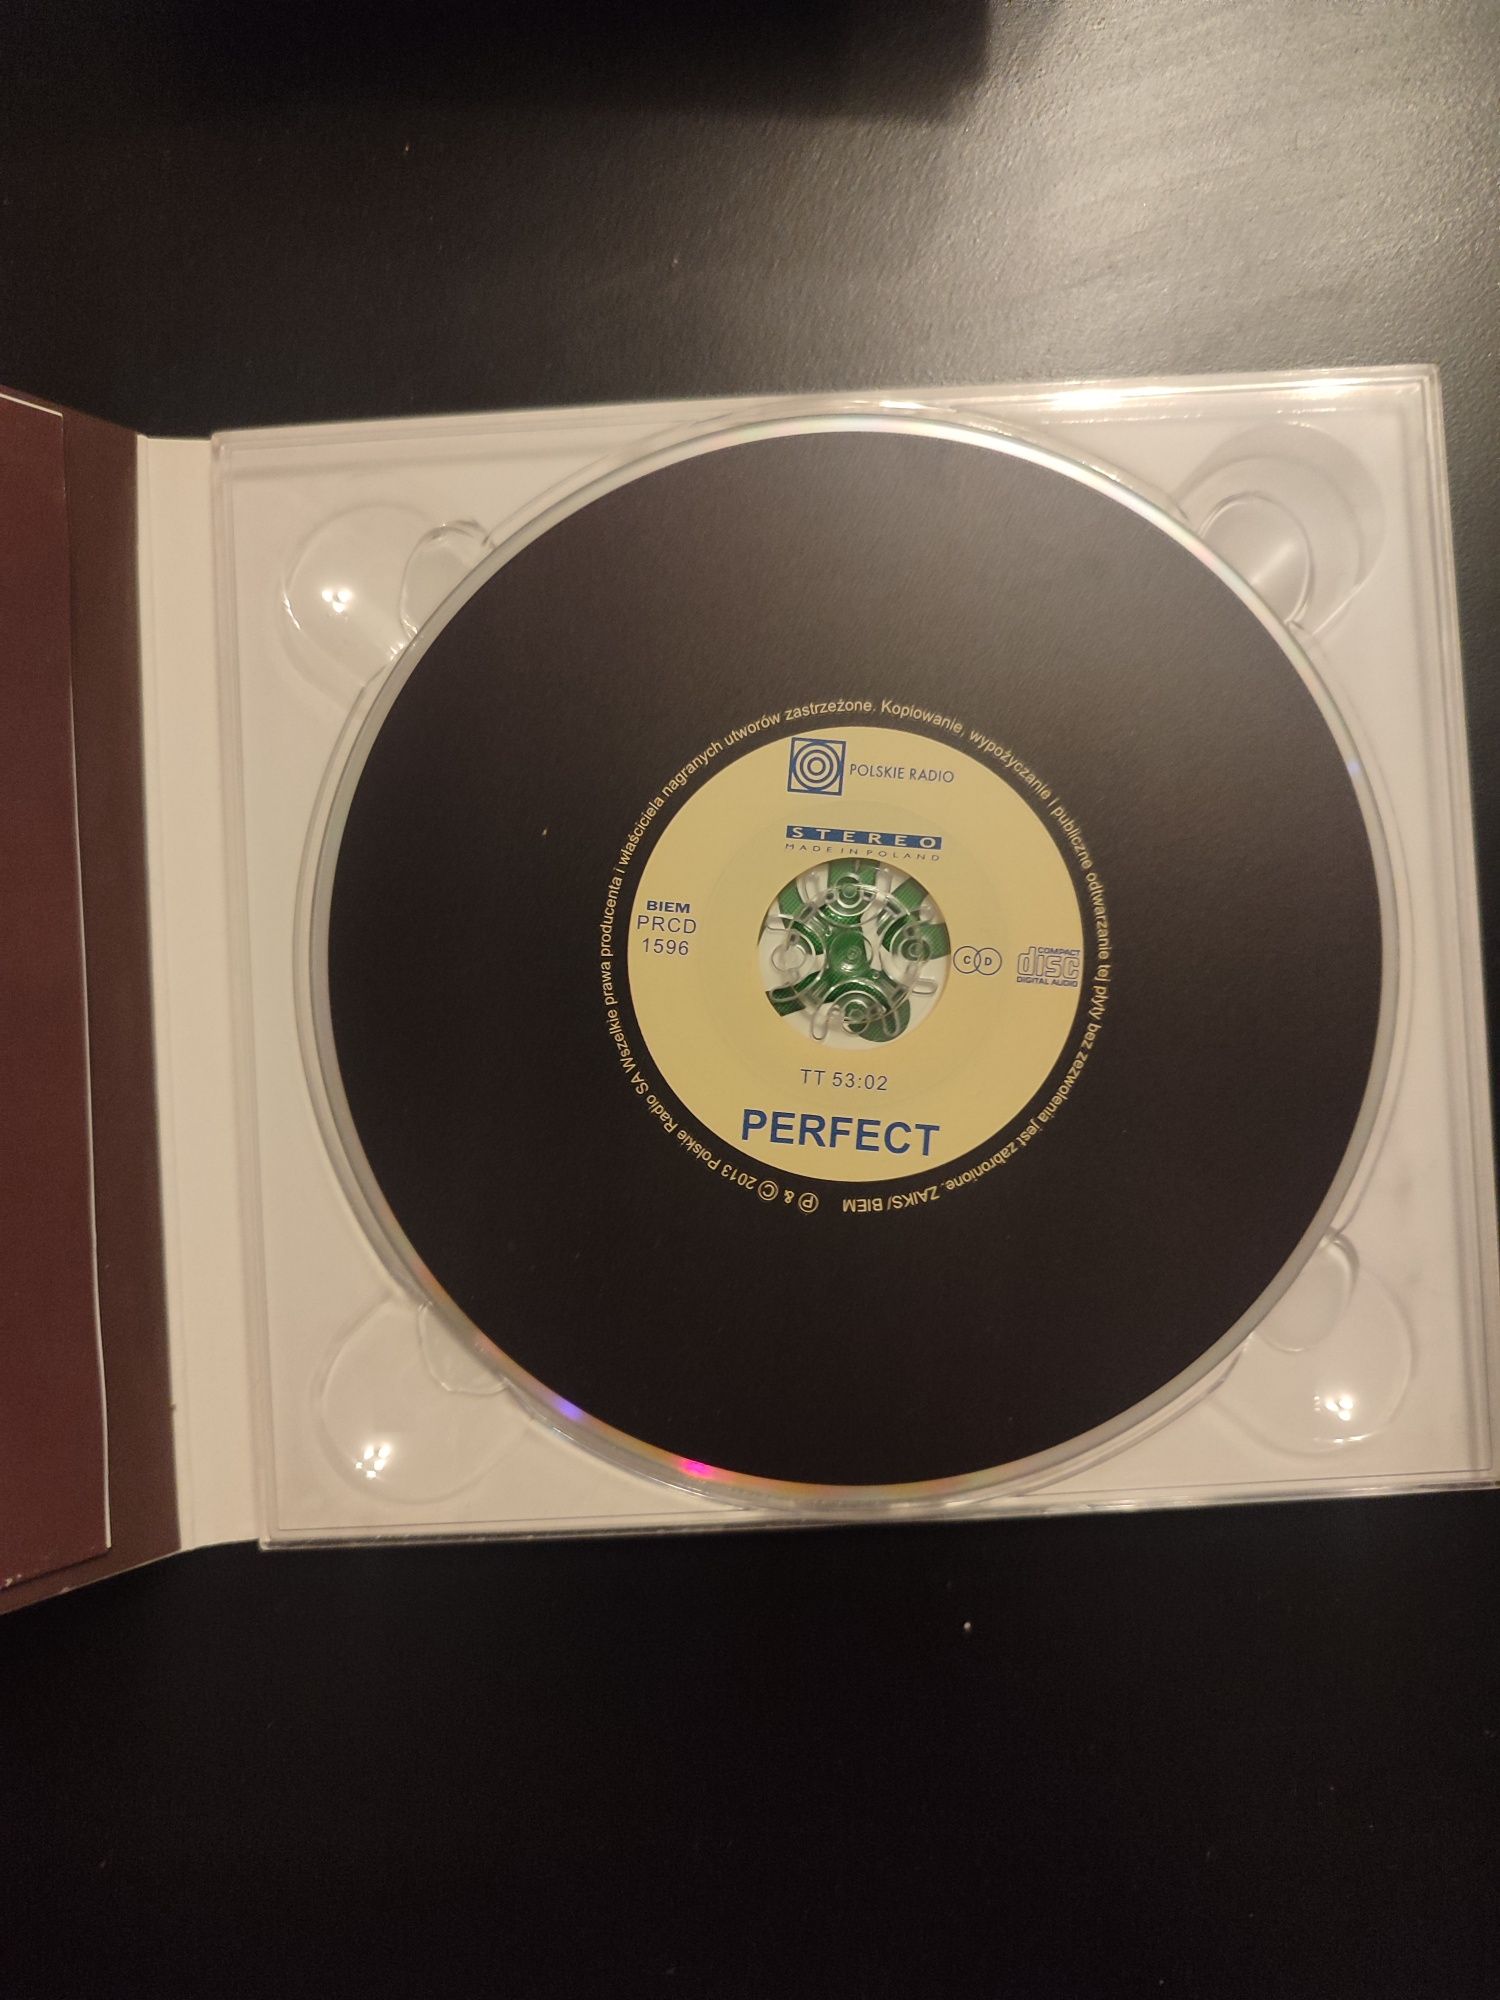 POLSKIE RADIO
STEREO
MADE IN POLAND
BIEM
PRCD
1596
C D
COMPACT
disc
DIGITAL AUDIO
TT 53:02
PERFECT
Ⓟ & © 2013 Polskie Radio SA Wszelkie prawa producenta i właściciela nagranych utworów zastrzeżone. Kopiowanie, wypożyczanie i publiczne odtwarzanie tej płyty bez zezwolenia jest zabronione. ZAIKS/ BIEM